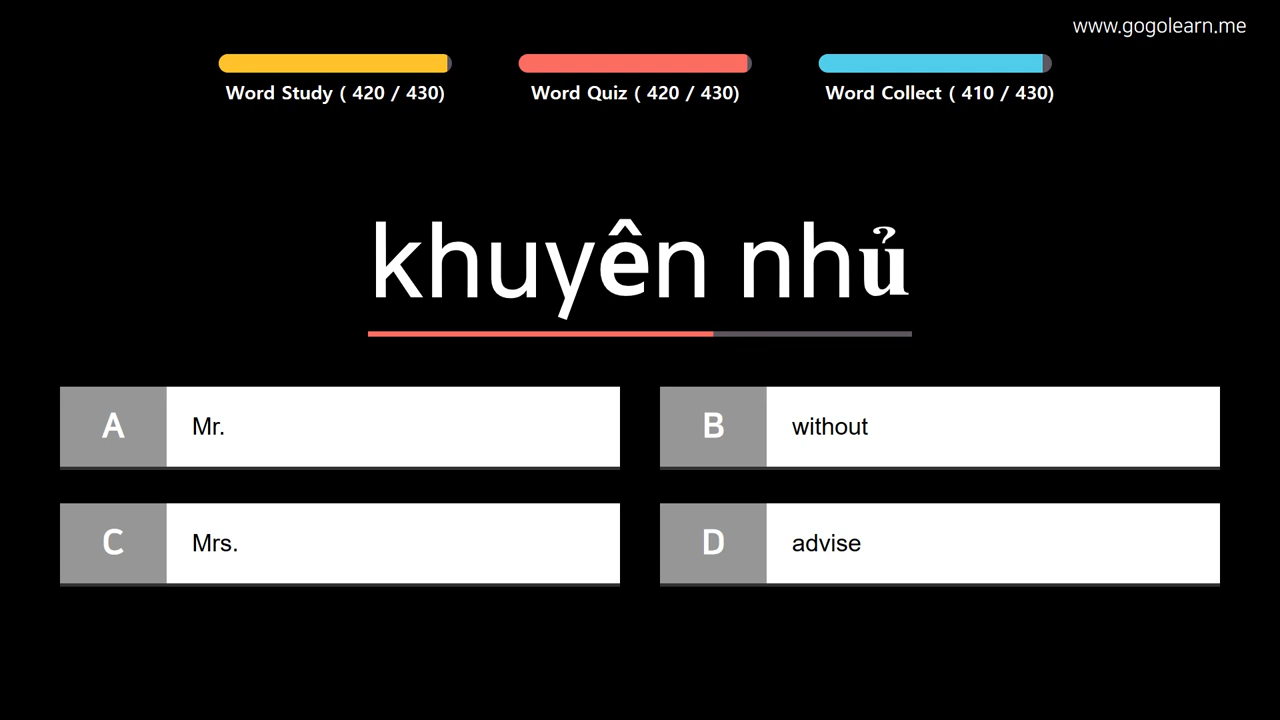 www.gogolearn.me
Word Study ( 420 / 430)
Word Quiz ( 420 / 430)
Word Collect ( 410 / 430)
khuyên nhủ
A Mr.
B without
C Mrs.
D advise